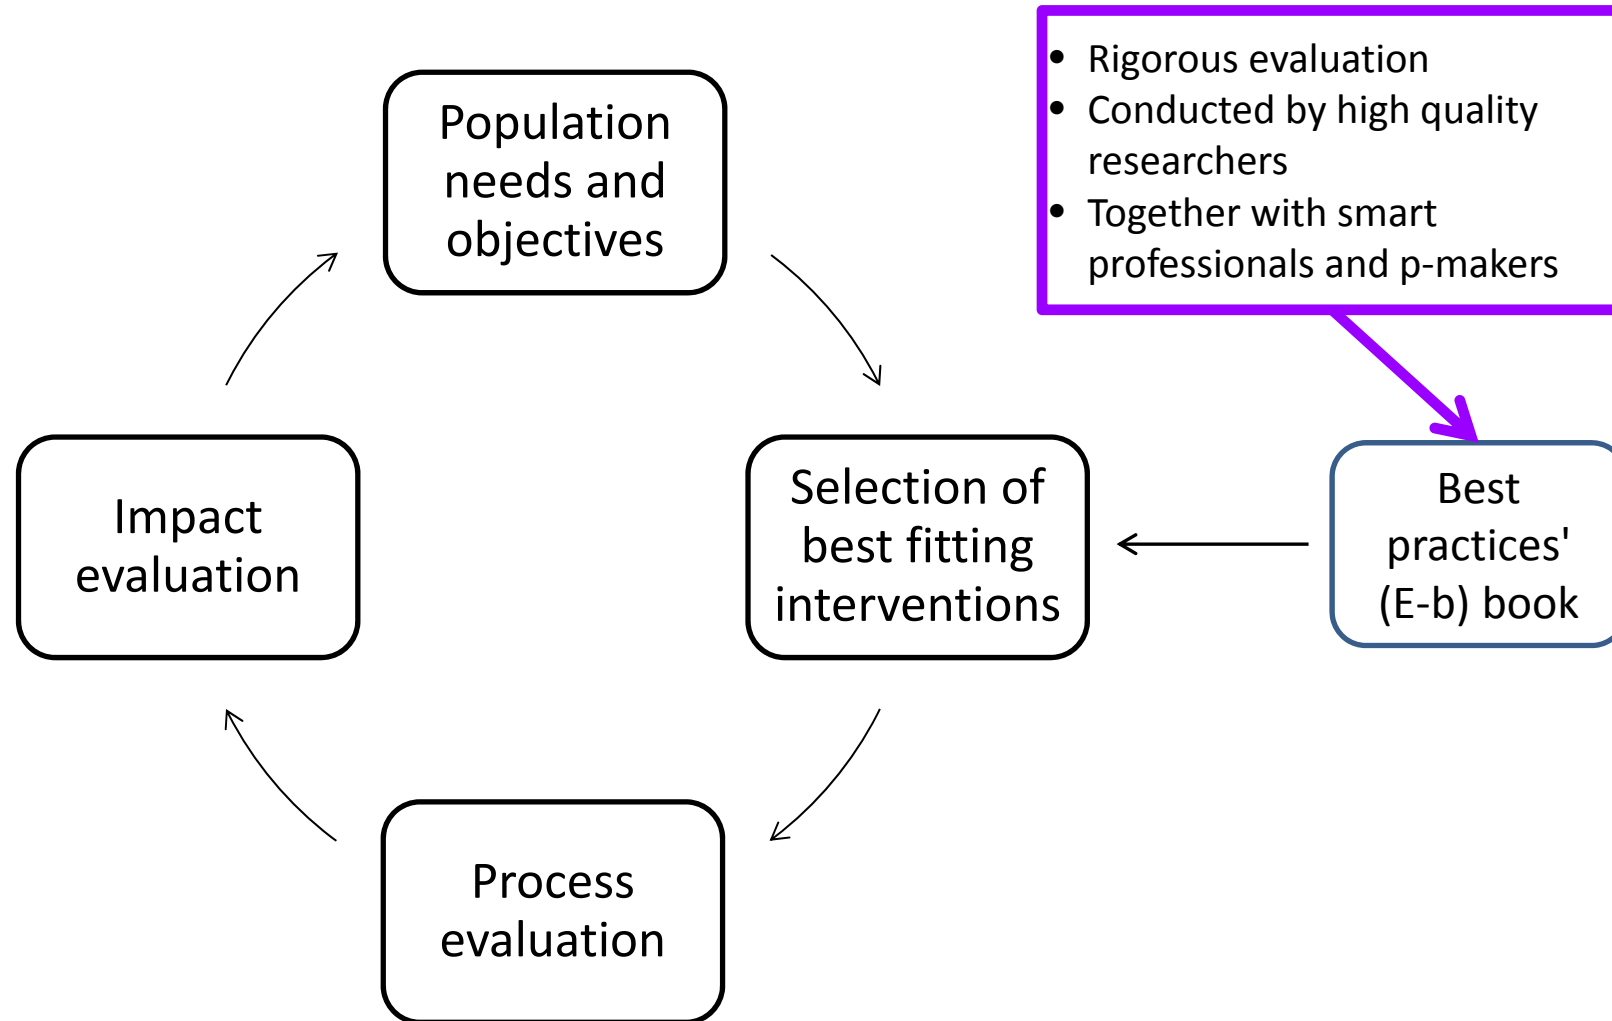 Population
needs and
objectives
• Rigorous evaluation
• Conducted by high quality
researchers
• Together with smart
professionals and p-makers
Impact
evaluation
Selection of
best fitting
interventions
Best
practices'
(E-b) book
Process
evaluation